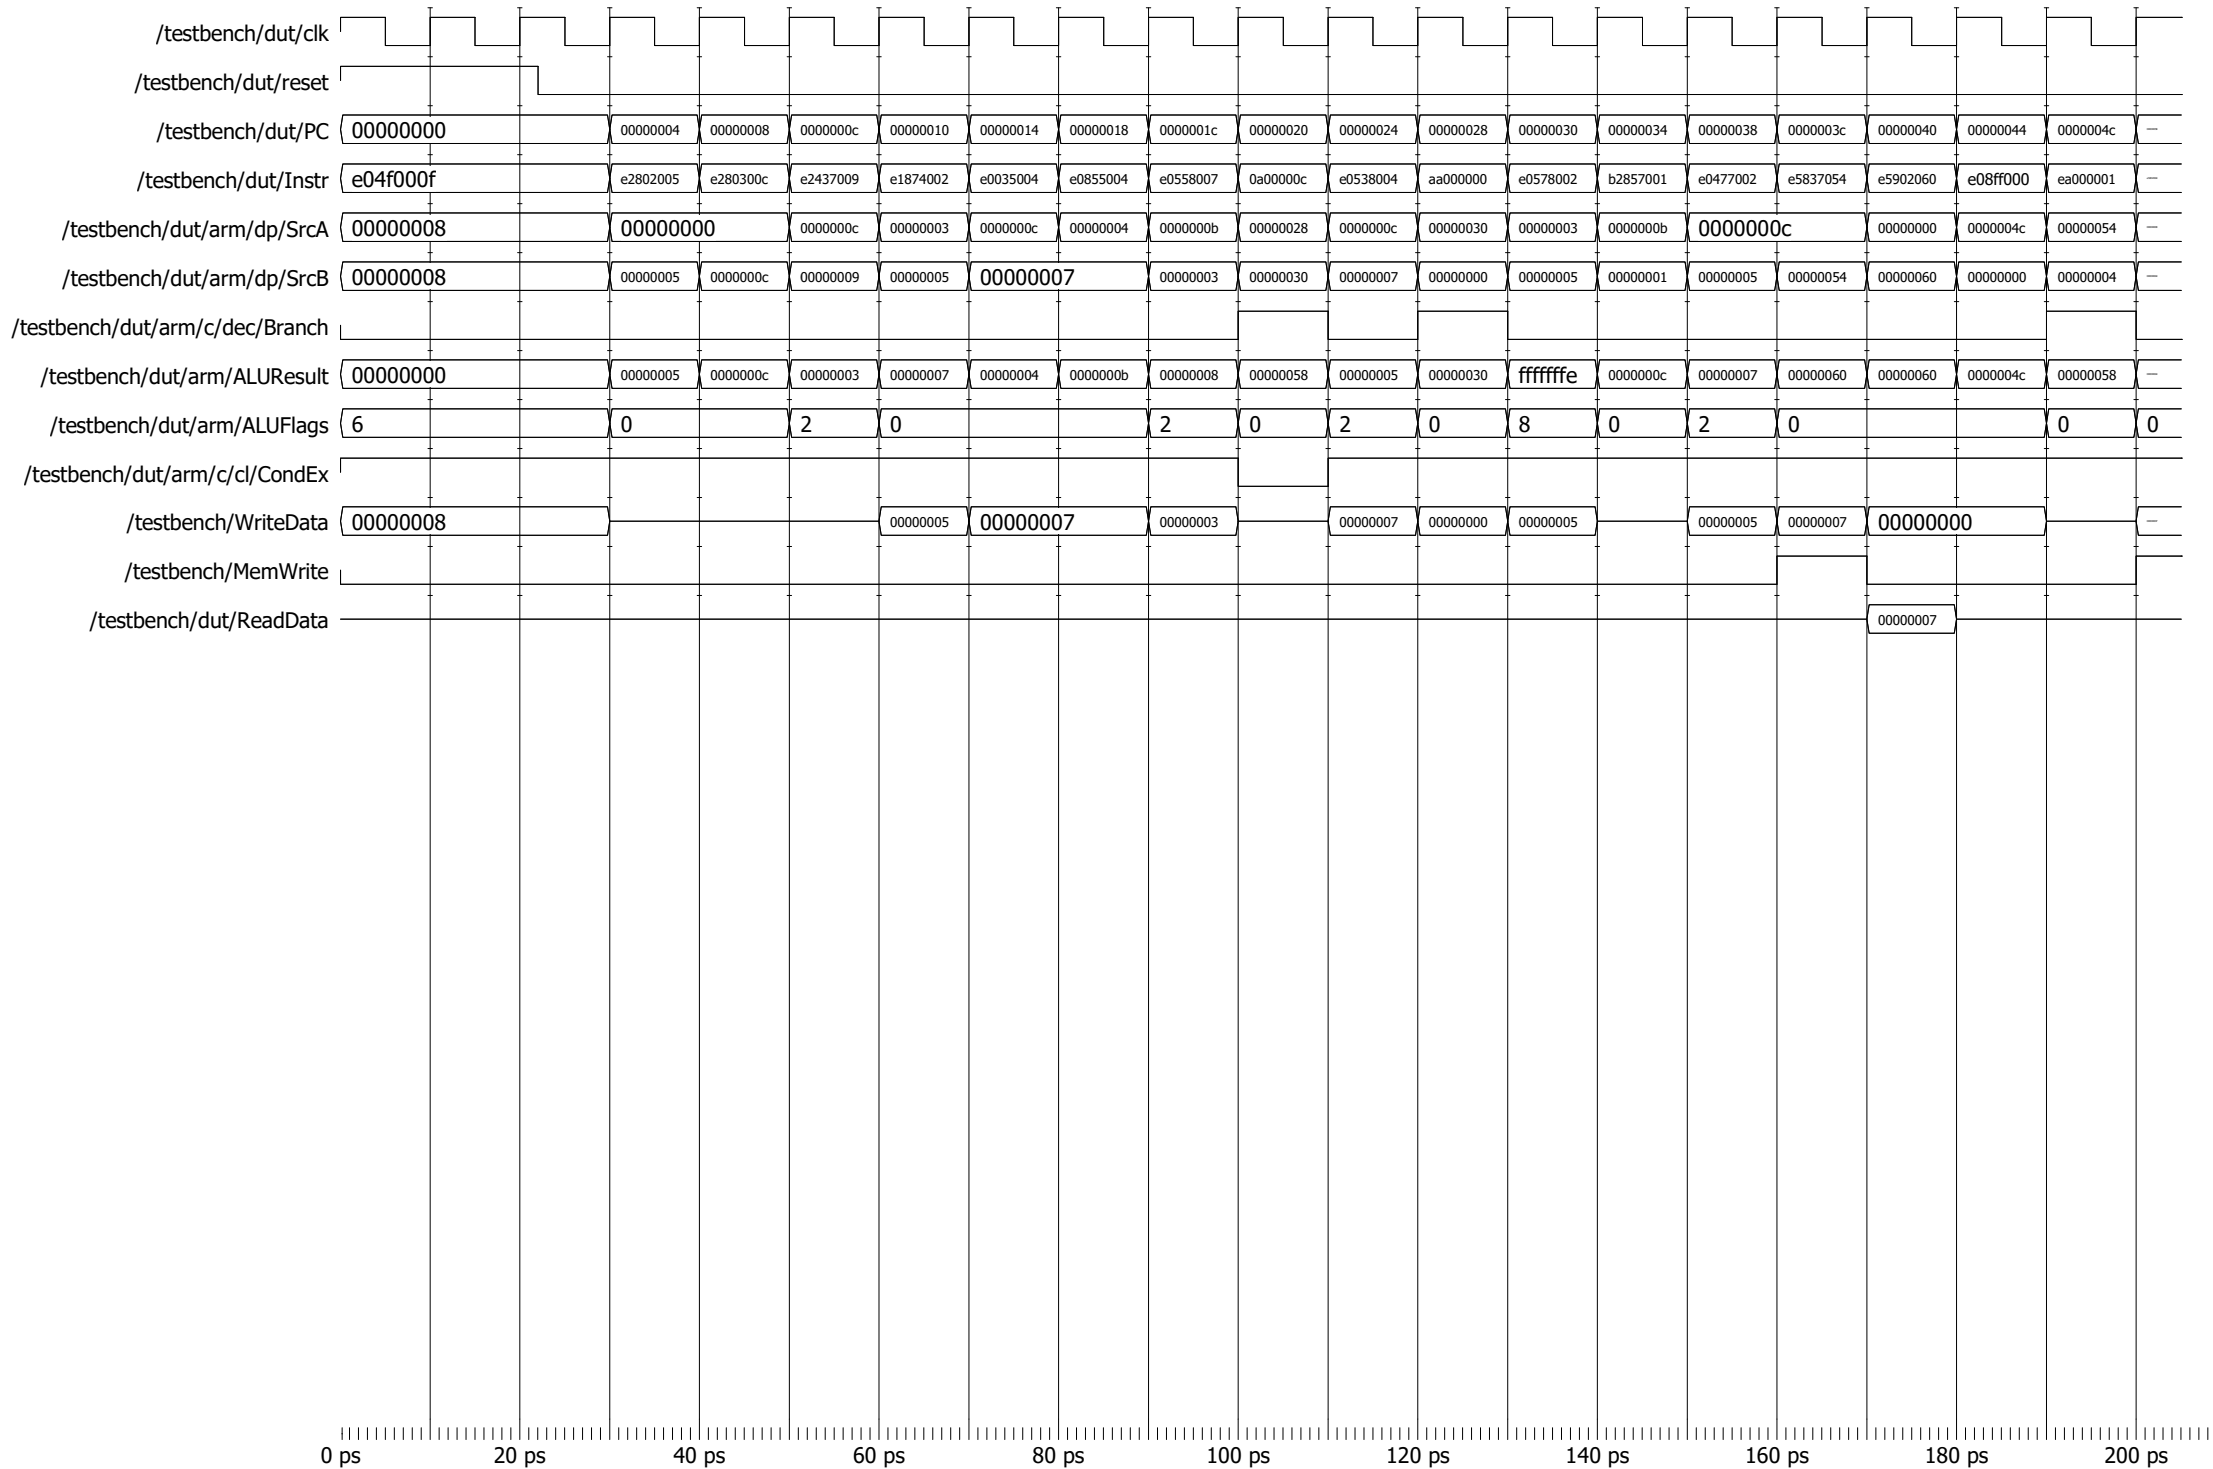 /testbench/dut/clk
/testbench/dut/reset
/testbench/dut/PC 00000000 00000004 00000008 0000000c 00000010 00000014 00000018 0000001c 00000020 00000024 00000028 00000030 00000034 00000038 0000003c 00000040 00000044 0000004c
/testbench/dut/Instr e04f000f e2802005 e280300c e2437009 e1874002 e0035004 e0855004 e0558007 0a00000c e0538004 aa000000 e0578002 b2857001 e0477002 e5837054 e5902060 e08ff000 ea000001
/testbench/dut/arm/dp/SrcA 00000008 00000000 0000000c 00000003 0000000c 00000004 0000000b 00000028 0000000c 00000030 00000003 0000000b 0000000c 00000000 0000004c 00000054
/testbench/dut/arm/dp/SrcB 00000008 00000005 0000000c 00000009 00000005 00000007 00000003 00000030 00000007 00000000 00000005 00000001 00000005 00000054 00000060 00000000 00000004
/testbench/dut/arm/c/dec/Branch
/testbench/dut/arm/ALUResult 00000000 00000005 0000000c 00000003 00000007 00000004 0000000b 00000008 00000058 00000005 00000030 fffffffe 0000000c 00000007 00000060 00000060 0000004c 00000058
/testbench/dut/arm/ALUFlags 6 0 2 0 2 0 2 0 8 0 2 0 0 0
/testbench/dut/arm/c/cl/CondEx
/testbench/WriteData 00000008 00000005 00000007 00000003 00000007 00000000 00000005 00000005 00000007 00000000
/testbench/MemWrite
/testbench/dut/ReadData 00000007
0 ps 20 ps 40 ps 60 ps 80 ps 100 ps 120 ps 140 ps 160 ps 180 ps 200 ps